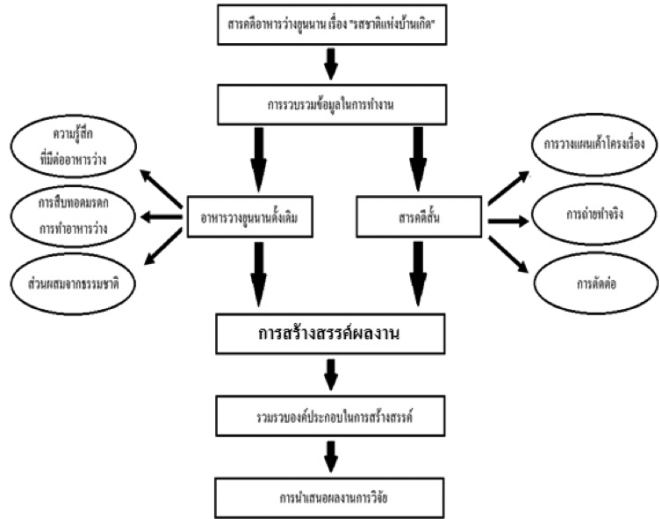 สารคดีอาหารว่างยูนนาน เรื่อง "รสชาติแห่งบ้านเกิด"
การรวบรวมข้อมูลในการทำงาน
ความรู้สึก
ที่มีต่ออาหารว่าง
การสืบทอดมรดก
การทำอาหารว่าง
ส่วนผสมจากธรรมชาติ
อาหารวางยูนนานดั้งเดิม
สารคดีสั้น
การวางแผนเค้าโครงเรื่อง
การถ่ายทำจริง
การตัดต่อ
การสร้างสรรค์ผลงาน
รวมรวบองค์ประกอบในการสร้างสรรค์
การนำเสนอผลงานการวิจัย